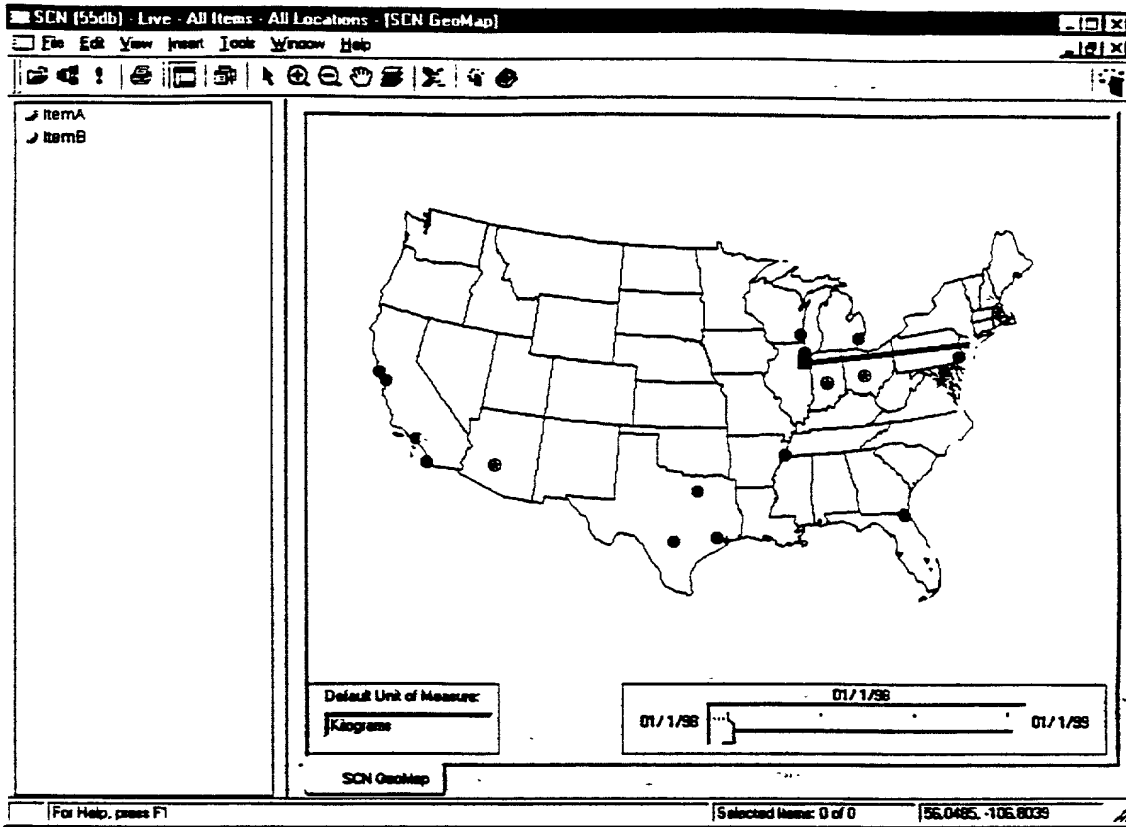 SCN [55db] - Live - All Items - All Locations - [SCN GeoMap]
File Edit View Insert Tools Window Help
ItemA
ItemB
Default Unit of Measure:
Kilograms
01/ 1/98
01/ 1/98
01/ 1/99
SCN GeoMap
For Help, press F1
Selected Items: 0 of 0
56.0485, -106.8039